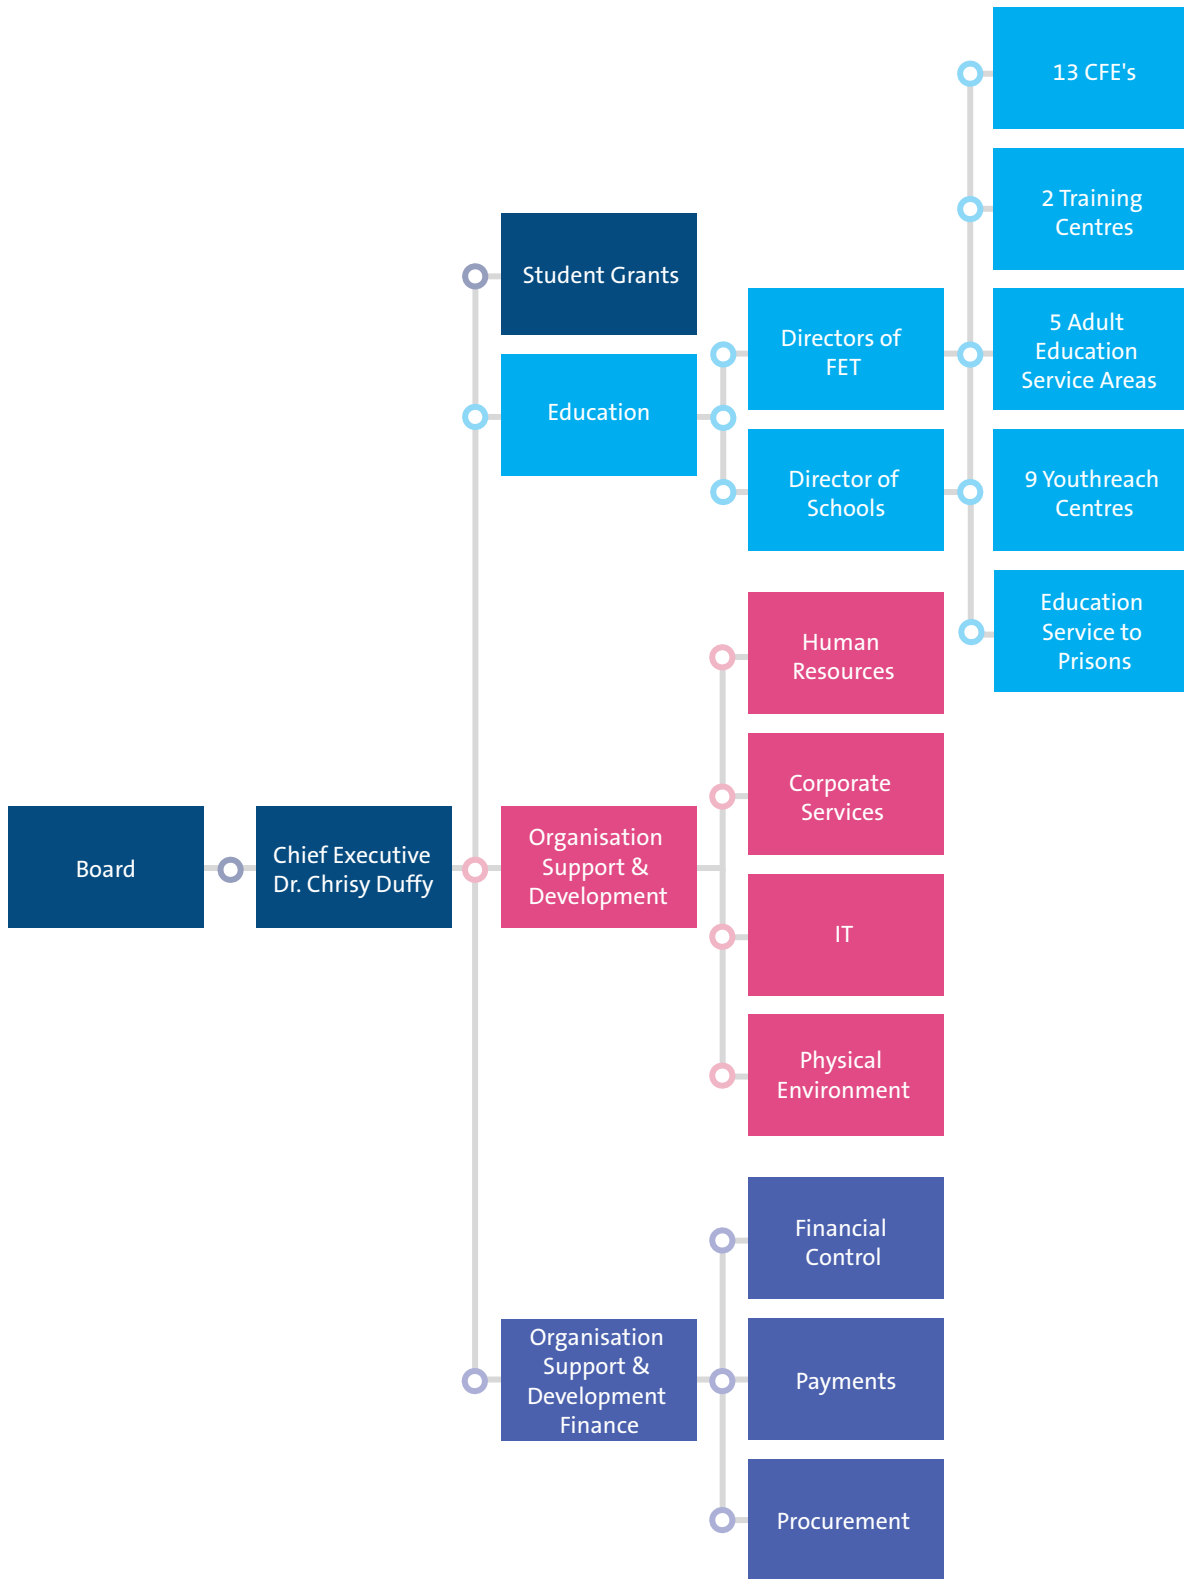 13 CFE's
2 Training
Centres
Student Grants
Directors of
FET
5 Adult
Education
Service Areas
Education
Director of
Schools
9 Youthreach
Centres
Education
Service to
Prisons
Human
Resources
Corporate
Services
Board
Chief Executive
Dr. Chrisy Duffy
Organisation
Support &
Development
IT
Physical
Environment
Financial
Control
Organisation
Support &
Development
Finance
Payments
Procurement